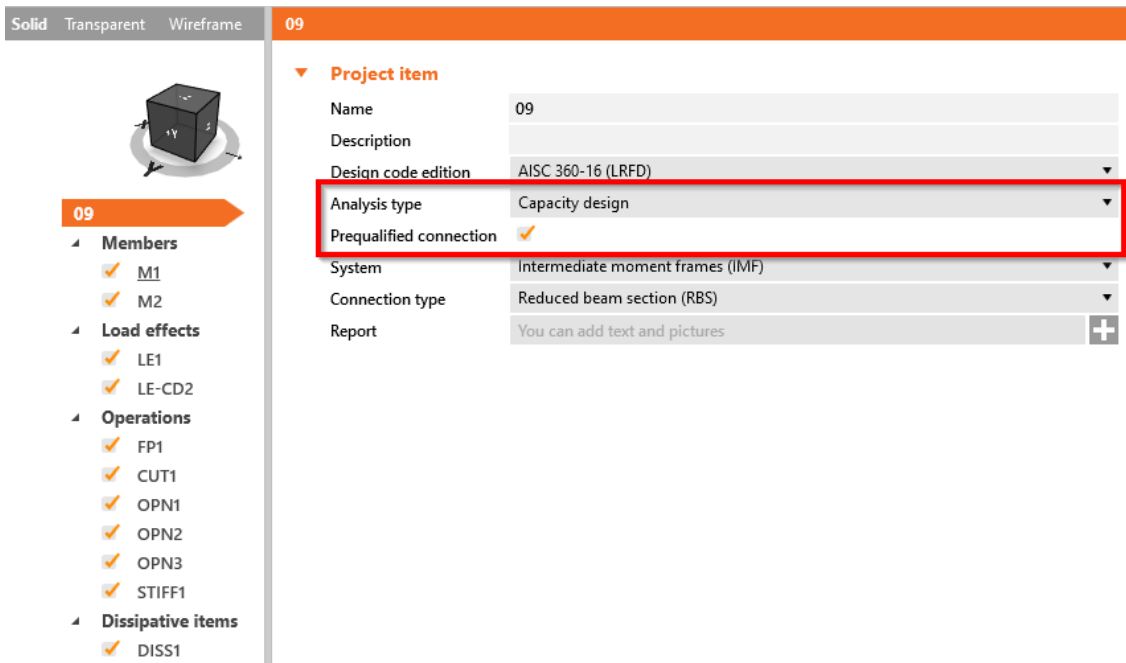 Solid Transparent Wireframe
09
Project item
Name 09
Description
Design code edition AISC 360-16 (LRFD)
Analysis type Capacity design
Prequalified connection
System Intermediate moment frames (IMF)
Connection type Reduced beam section (RBS)
Report You can add text and pictures
09
Members
M1
M2
Load effects
LE1
LE-CD2
Operations
FP1
CUT1
OPN1
OPN2
OPN3
STIFF1
Dissipative items
DISS1